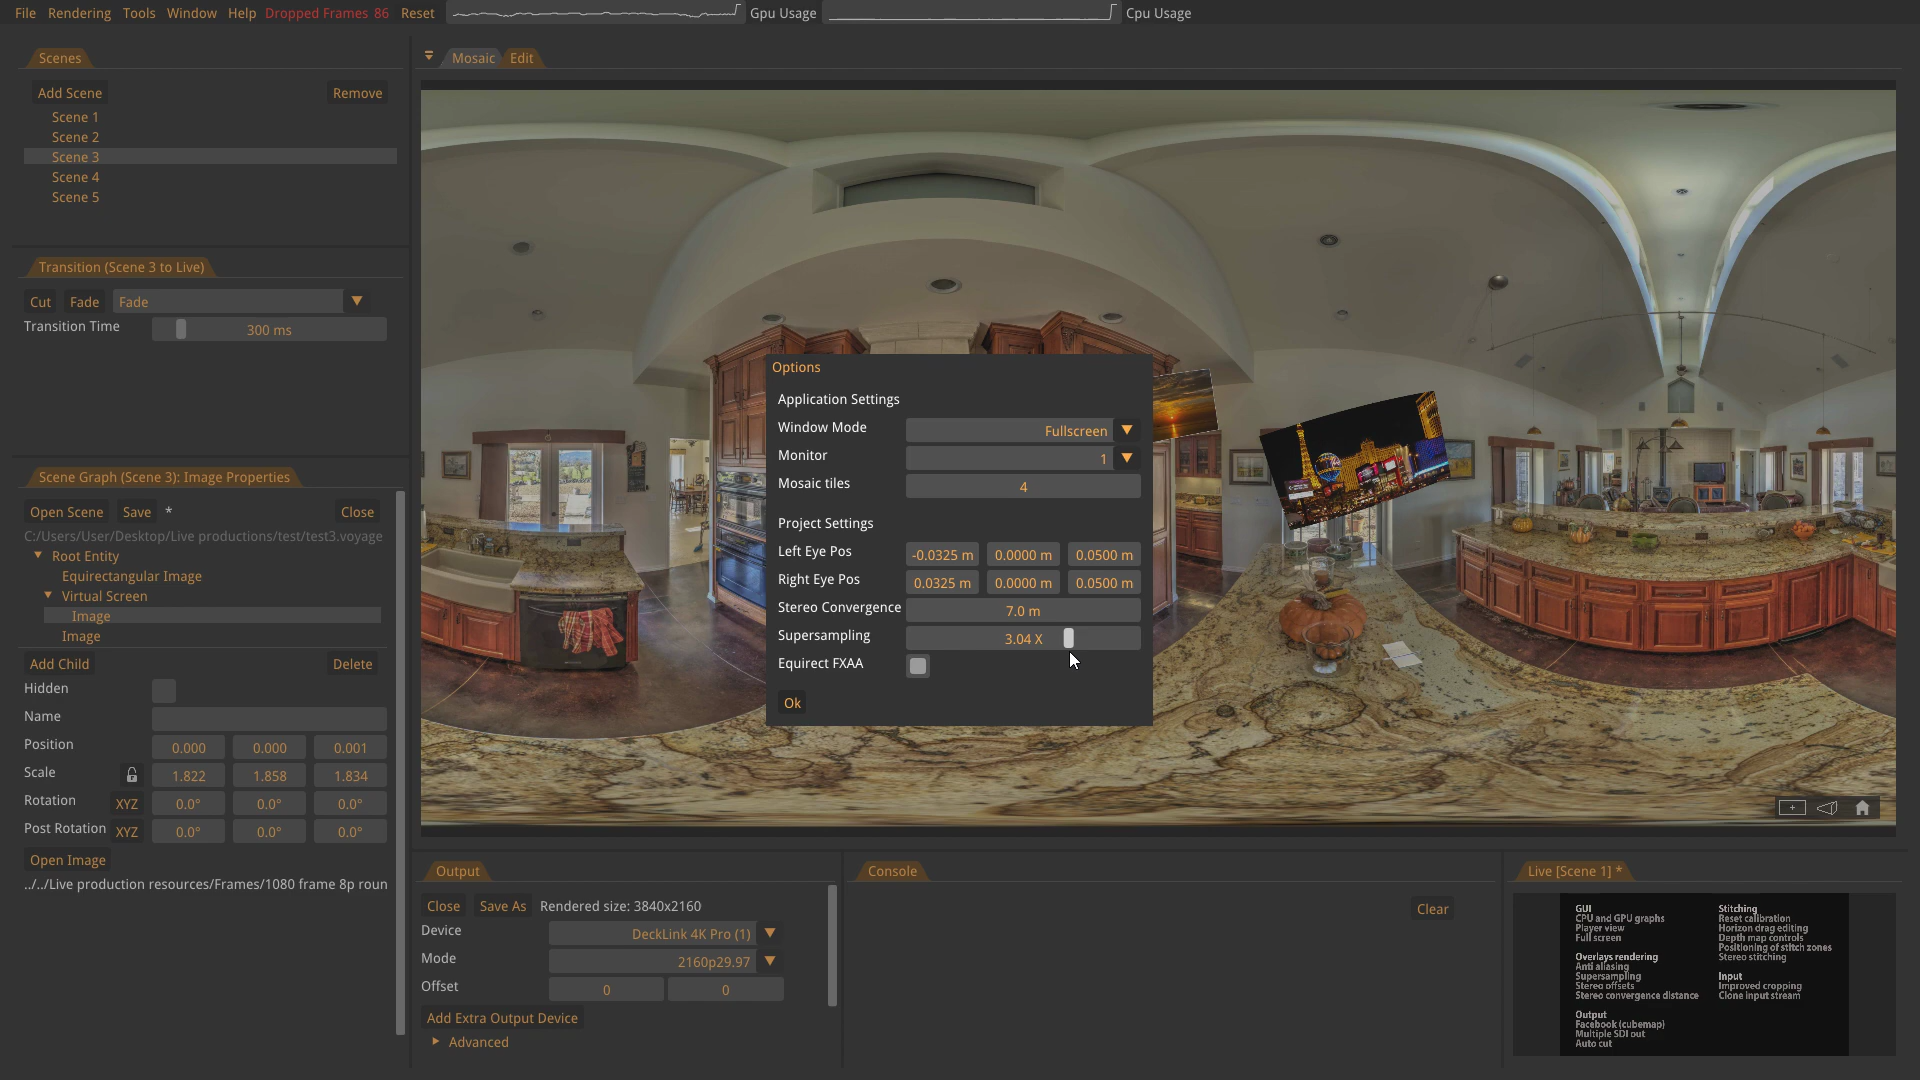 File Rendering Tools Window Help Dropped Frames 86 Reset Gpu Usage Cpu Usage
Scenes
Add Scene Remove
Scene 1
Scene 2
Scene 3
Scene 4
Scene 5
Transition (Scene 3 to Live)
Cut Fade Fade
Transition Time 300 ms
Scene Graph (Scene 3): Image Properties
Open Scene Save * Close
C:/Users/User/Desktop/Live productions/test/test3.voyage
Root Entity
Equirectangular Image
Virtual Screen
Image
Image
Add Child Delete
Hidden
Name
Position 0.000 0.000 0.001
Scale 1.822 1.858 1.834
Rotation XYZ 0.0° 0.0° 0.0°
Post Rotation XYZ 0.0° 0.0° 0.0°
Open Image
../../Live production resources/Frames/1080 frame 8p roun
Mosaic Edit
Options
Application Settings
Window Mode Fullscreen
Monitor 1
Mosaic tiles 4
Project Settings
Left Eye Pos -0.0325 m 0.0000 m 0.0500 m
Right Eye Pos 0.0325 m 0.0000 m 0.0500 m
Stereo Convergence 7.0 m
Supersampling 3.04 X
Equirect FXAA
Ok
Output
Close Save As Rendered size: 3840x2160
Device DeckLink 4K Pro (1)
Mode 2160p29.97
Offset 0 0
Add Extra Output Device
Advanced
Console
Clear
Live [Scene 1] *
GUI
CPU and GPU graphs
Player view
Full screen
Overlays rendering
Anti aliasing
Supersampling
Stereo offsets
Stereo convergence distance
Output
Facebook (cubemap)
Multiple SDI out
Auto cut
Stitching
Reset calibration
Horizon drag editing
Depth map controls
Positioning of stitch zones
Stereo stitching
Input
Improved cropping
Clone input stream